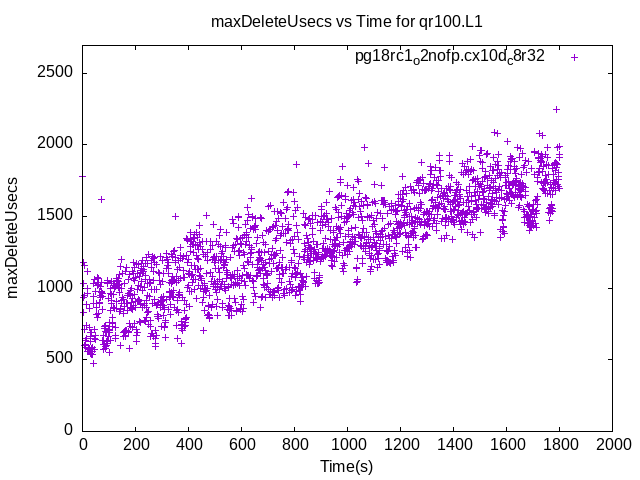 maxDeleteUsecs vs Time for qr100.L1
pg18rc1o2nofp.cx10dc8r32
2500
2000
1500
1000
500
0
maxDeleteUsecs
0 200 400 600 800 1000 1200 1400 1600 1800 2000
Time(s)